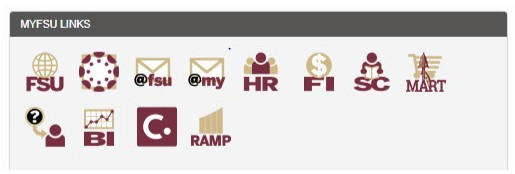 MYFSU LINKS
FSU @fsu @my HR FI SC MART
? BI C. RAMP